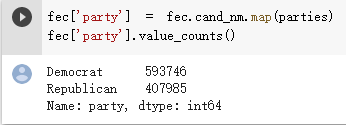 fec['party'] = fec.cand_nm.map(parties)
fec['party'].value_counts()
Democrat 593746
Republican 407985
Name: party, dtype: int64